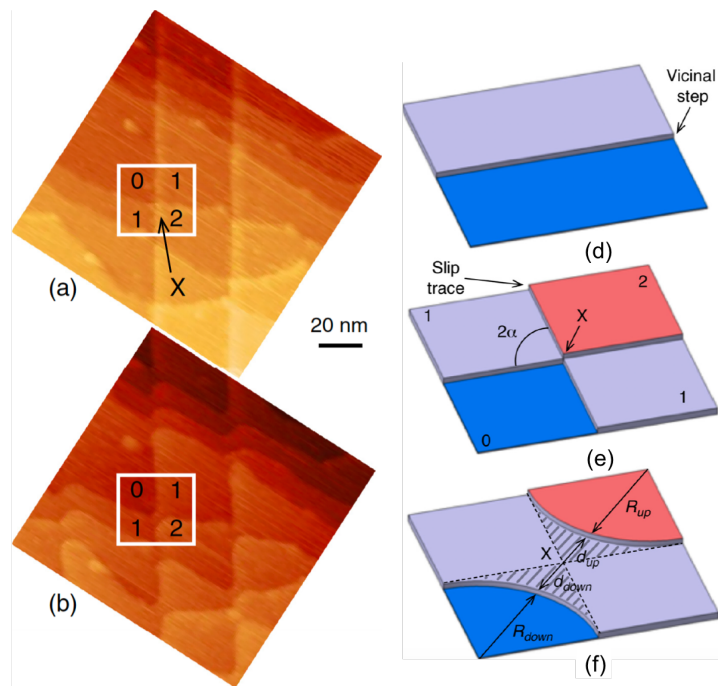 0 1
1 2
X
(a)
20 nm
0 1
1 2
(b)
Vicinal
step
(d)
Slip
trace
2
1
X
2α
1
0
(e)
R_up
X
d_up
d_down
R_down
(f)